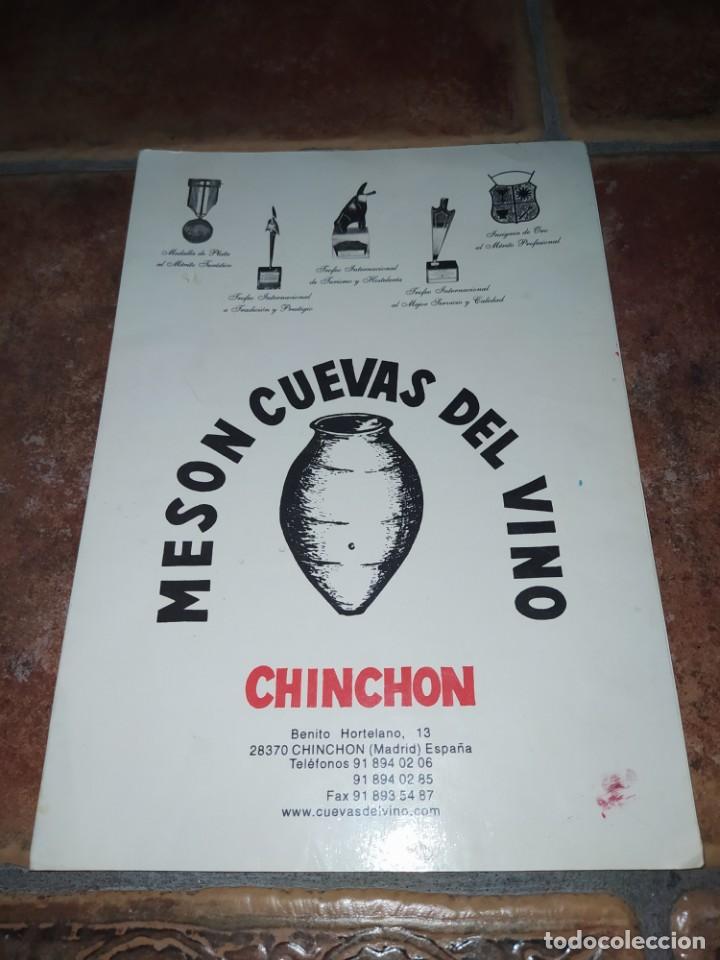 Medalla de Plata
al Mérito Turístico
Trofeo Internacional
a Tradición y Prestigio
Trofeo Internacional
de Turismo y Hostelería
Trofeo Internacional
al Mejor Servicio y Calidad
Insignia de Oro
al Mérito Profesional
MESON CUEVAS DEL VINO
CHINCHON
Benito Hortelano, 13
28370 CHINCHON (Madrid) España
Teléfonos 91 894 02 06
91 894 02 85
Fax 91 893 54 87
www.cuevasdelvino.com
todocoleccion